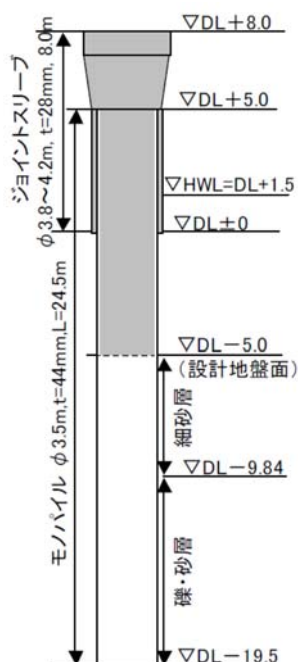 ▽DL+8.0
ジョイントスリーブ
φ3.8～4.2m, t=28mm, 8.0m
▽DL+5.0
▽HWL=DL+1.5
▽DL±0
モノパイル φ3.5m,t=44mm,L=24.5m
▽DL-5.0
(設計地盤面)
細砂層
▽DL-9.84
礫・砂層
▽DL-19.5